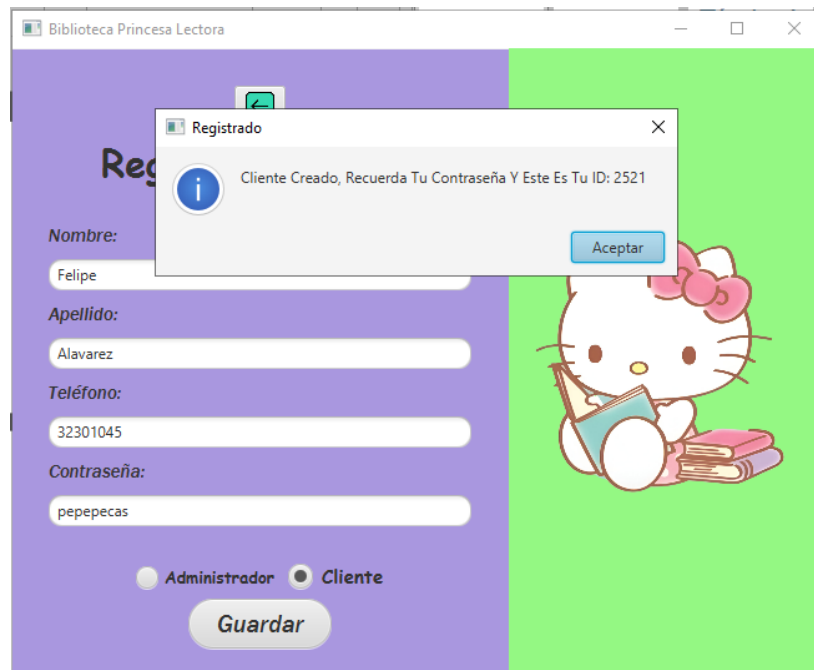 Biblioteca Princesa Lectora
Registrado
Cliente Creado, Recuerda Tu Contraseña Y Este Es Tu ID: 2521
Aceptar
Nombre:
Felipe
Apellido:
Alavarez
Teléfono:
32301045
Contraseña:
pepepecas
Administrador Cliente
Guardar